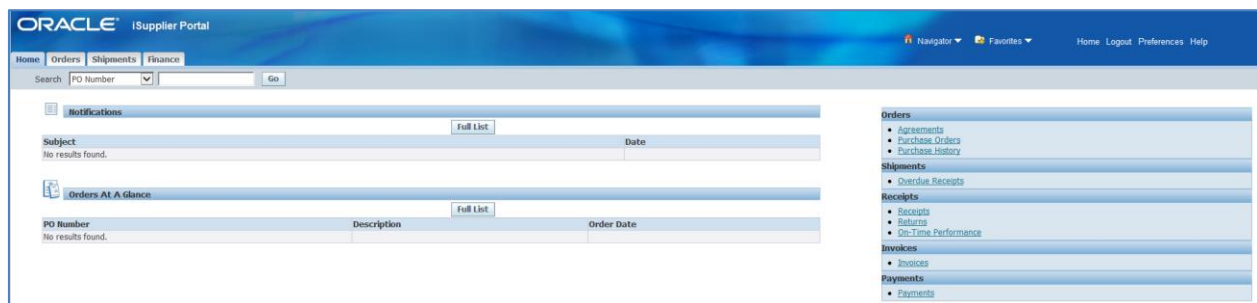 ORACLE® iSupplier Portal
Navigator Favorites Home Logout Preferences Help
Home Orders Shipments Finance
Search PO Number Go
Notifications
Full List
Subject Date
No results found.
Orders At A Glance
Full List
PO Number Description Order Date
No results found.
Orders
Agreements
Purchase Orders
Purchase History
Shipments
Overdue Receipts
Receipts
Receipts
Returns
On-Time Performance
Invoices
Invoices
Payments
Payments